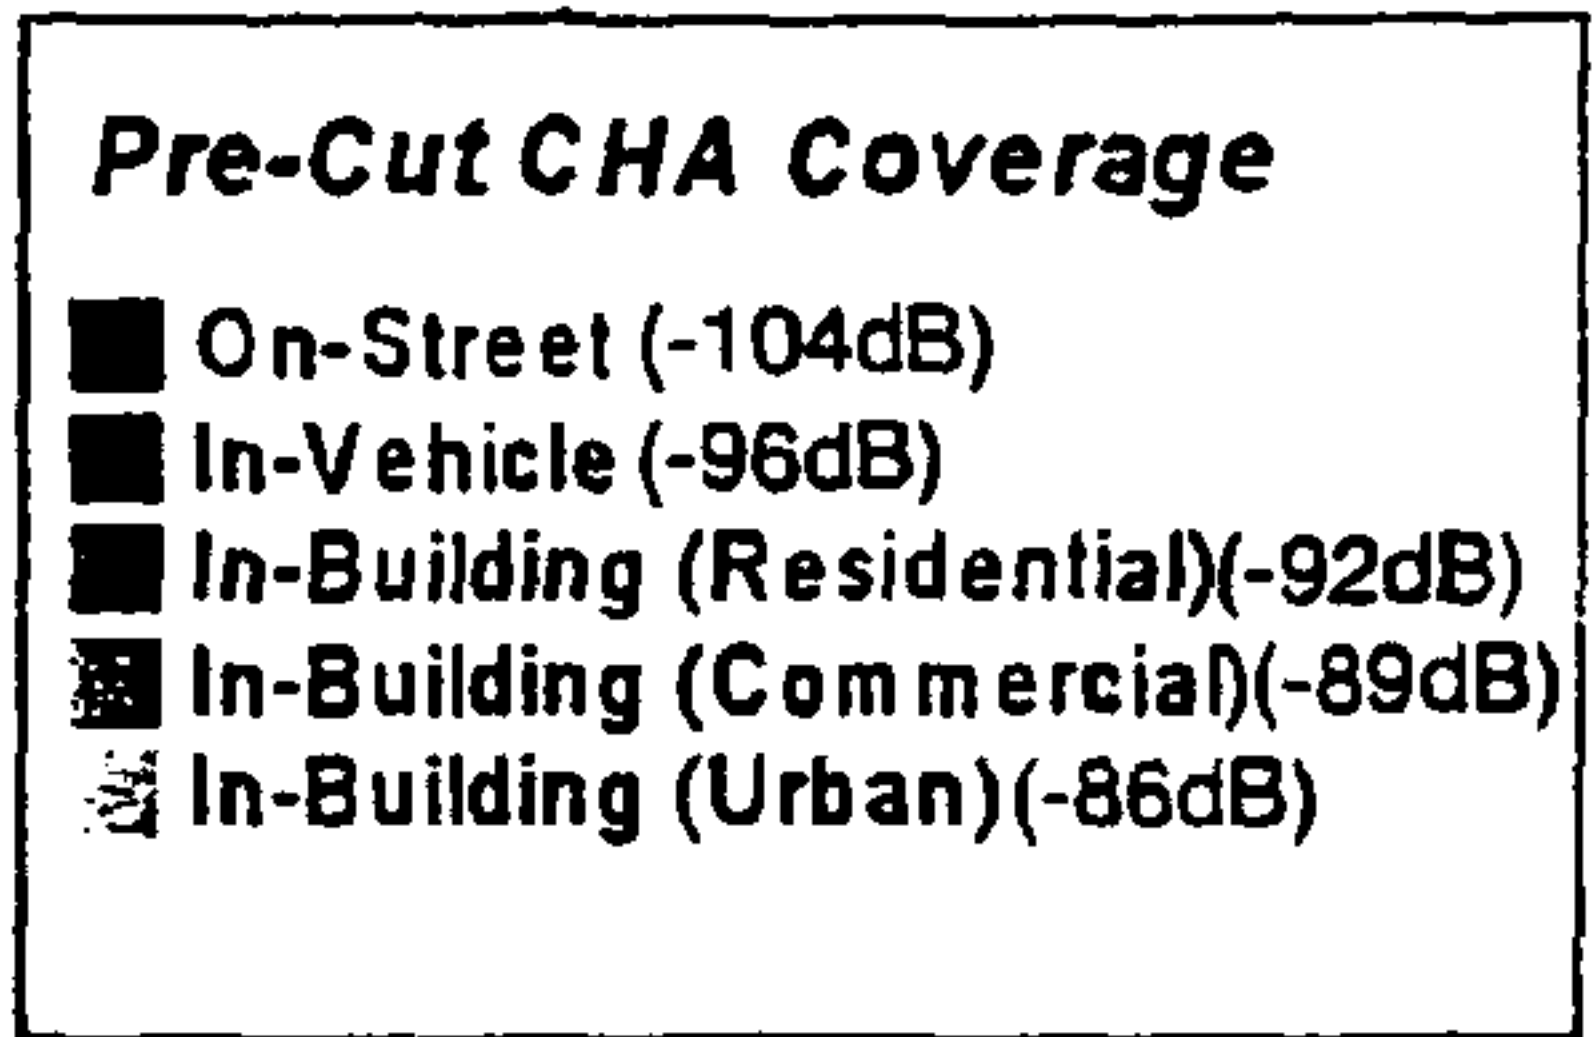 Pre-Cut CHA Coverage
On-Street (-104dB)
In-Vehicle (-96dB)
In-Building (Residential)(-92dB)
In-Building (Commercial)(-89dB)
In-Building (Urban)(-86dB)